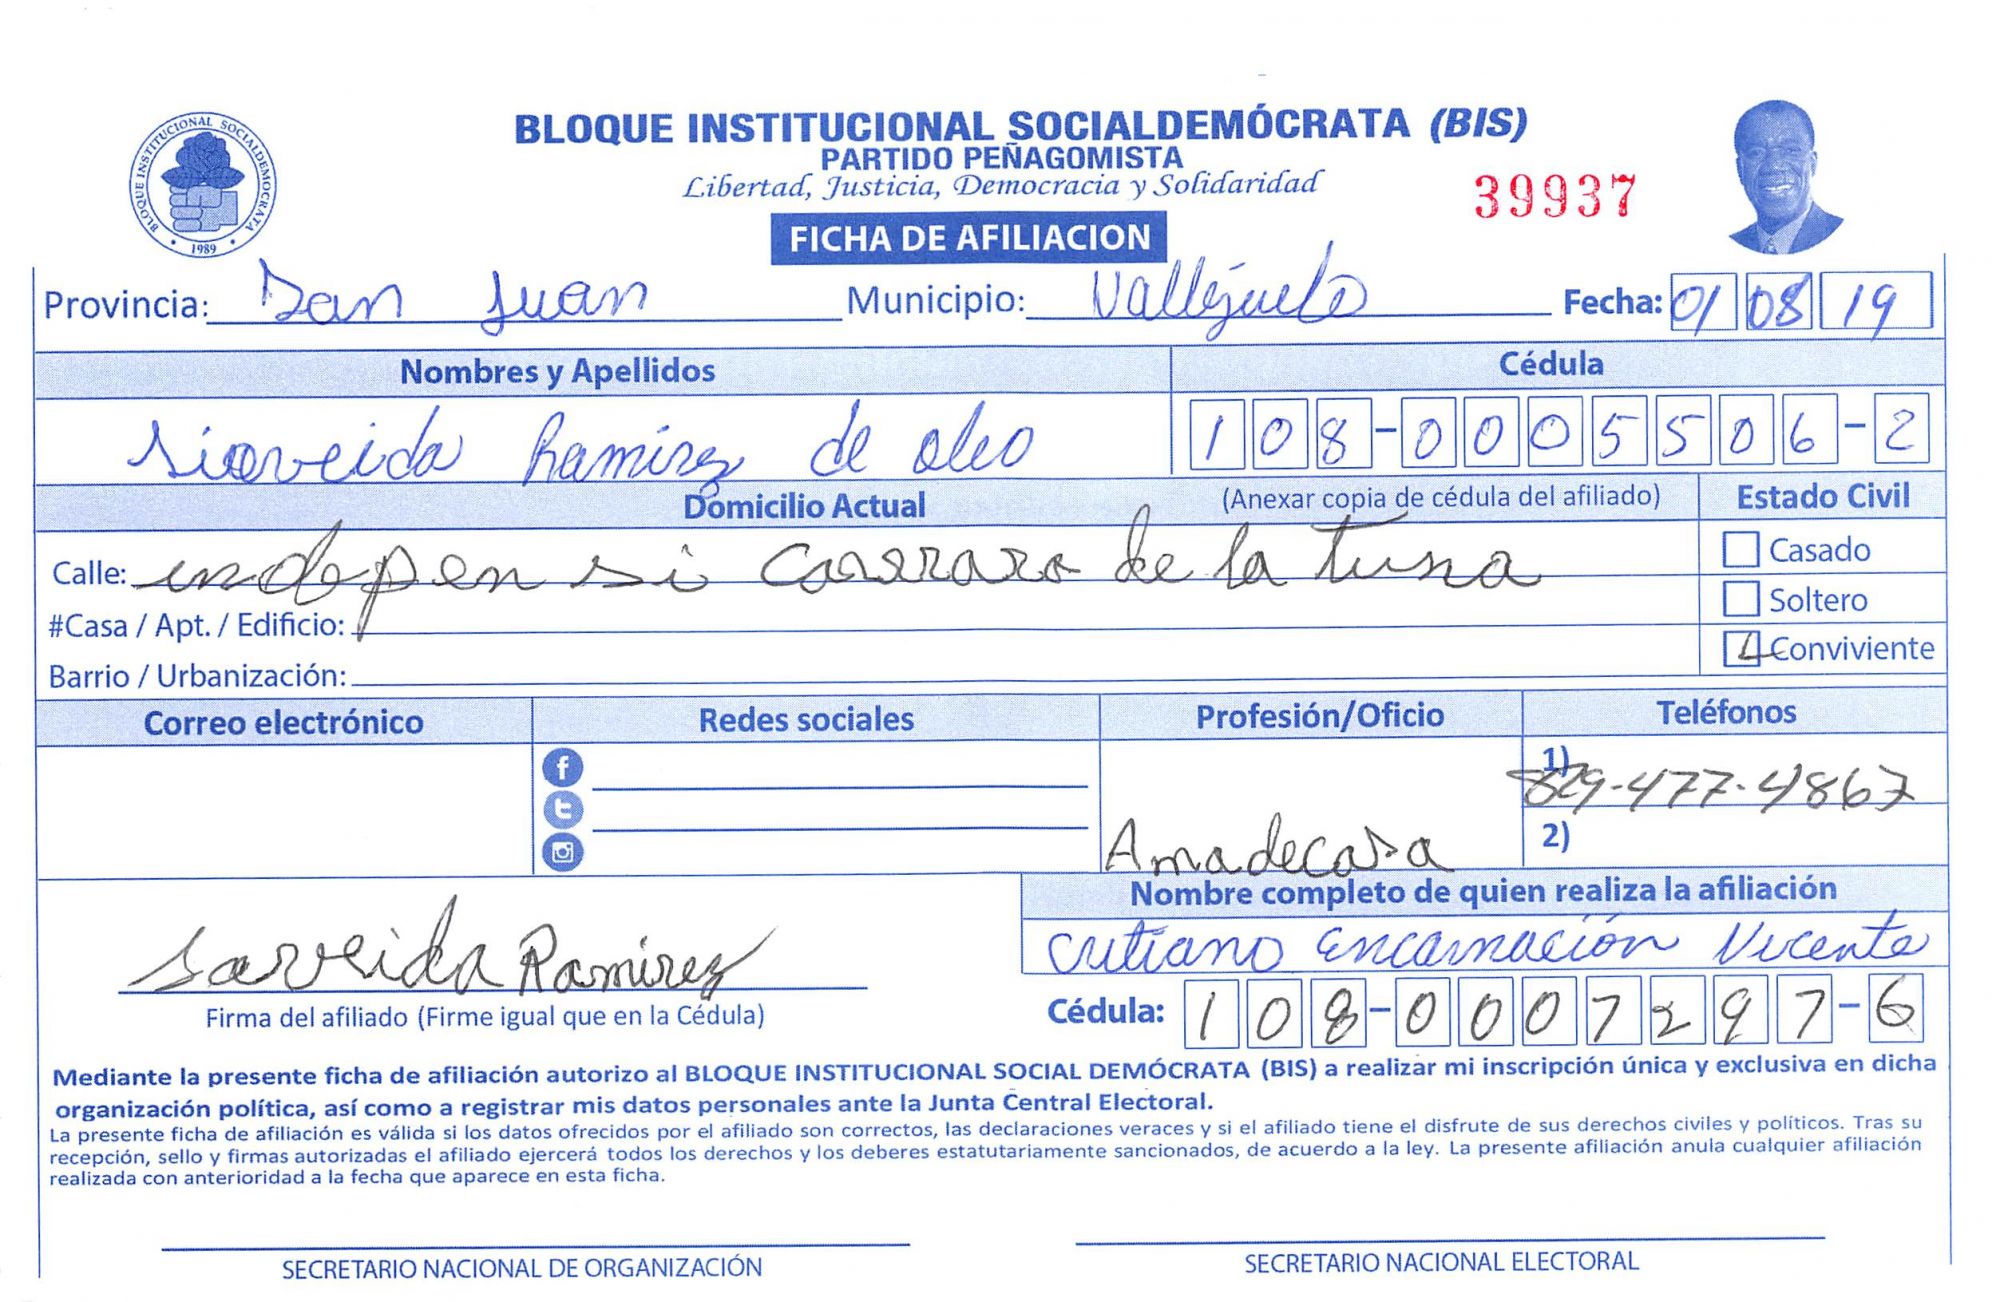 BLOQUE INSTITUCIONAL SOCIALDEMÓCRATA (BIS)
PARTIDO PEÑAGOMISTA
Libertad, Justicia, Democracia y Solidaridad
39937
BLOQUE INSTITUCIONAL SOCIALDEMOCRATA
1989
FICHA DE AFILIACION
Provincia: San Juan Municipio: Vallejuelo Fecha: 01 08 19
Nombres y Apellidos Cédula
Ramirez de oleo 108-0005506-2
Domicilio Actual (Anexar copia de cédula del afiliado) Estado Civil
Calle: indepen si de la tuna Casado
#Casa / Apt. / Edificio: Soltero
Conviviente
Barrio / Urbanización:
Correo electrónico Redes sociales Profesión/Oficio Teléfonos
1) 829-477-4867
2)
Amadecasa
Nombre completo de quien realiza la afiliación
Encarnación Vicente
Sarveida Ramirez
Firma del afiliado (Firme igual que en la Cédula) Cédula: 108-0007297-6
Mediante la presente ficha de afiliación autorizo al BLOQUE INSTITUCIONAL SOCIAL DEMÓCRATA (BIS) a realizar mi inscripción única y exclusiva en dicha
organización política, así como a registrar mis datos personales ante la Junta Central Electoral.
La presente ficha de afiliación es válida si los datos ofrecidos por el afiliado son correctos, las declaraciones veraces y si el afiliado tiene el disfrute de sus derechos civiles y políticos. Tras su
recepción, sello y firmas autorizadas el afiliado ejercerá todos los derechos y los deberes estatutariamente sancionados, de acuerdo a la ley. La presente afiliación anula cualquier afiliación
realizada con anterioridad a la fecha que aparece en esta ficha.
SECRETARIO NACIONAL DE ORGANIZACIÓN SECRETARIO NACIONAL ELECTORAL